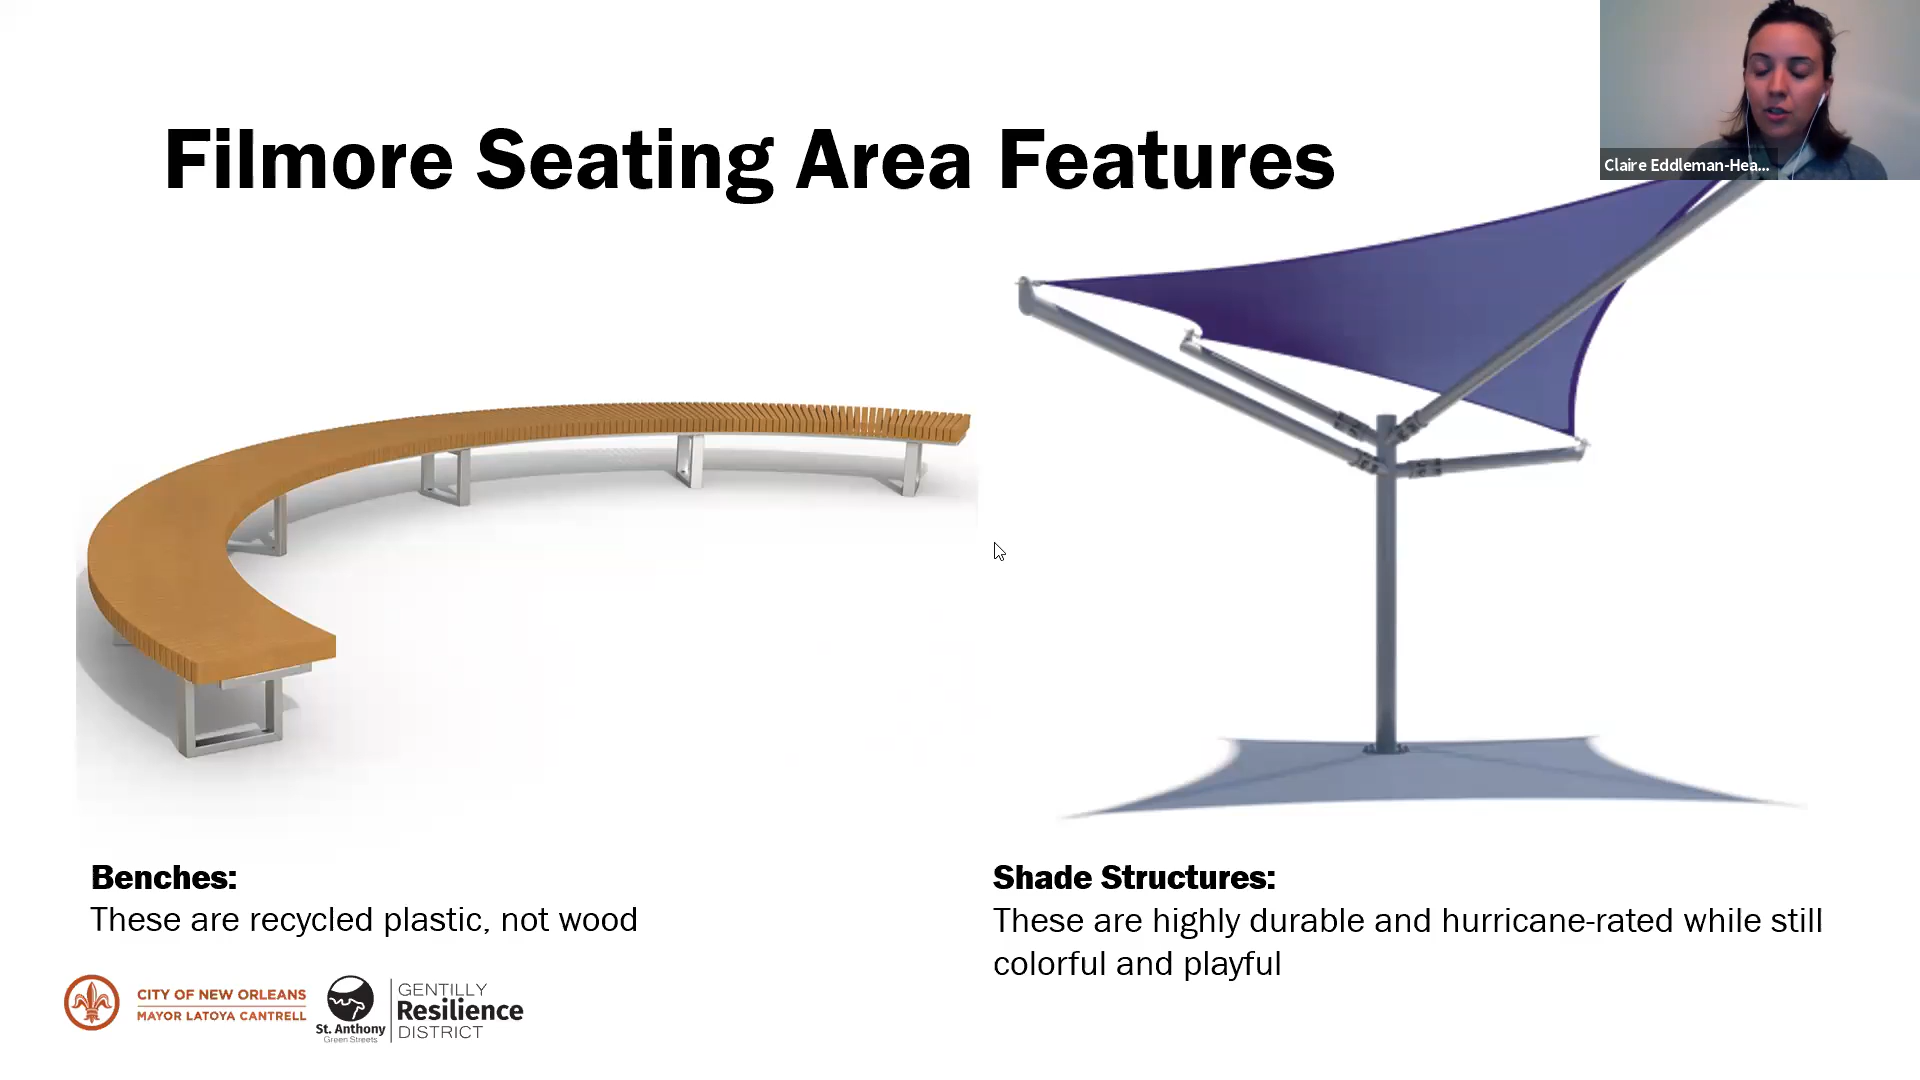 Filmore Seating Area Features
Claire Eddleman-Hea...
Benches:
These are recycled plastic, not wood
Shade Structures:
These are highly durable and hurricane-rated while still
colorful and playful
CITY OF NEW ORLEANS
MAYOR LATOYA CANTRELL
St. Anthony
Green Streets
GENTILLY
Resilience
DISTRICT